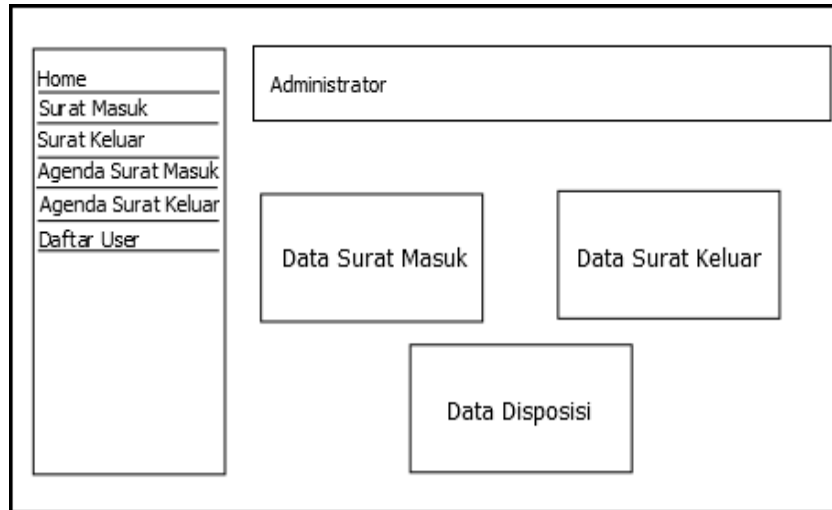 Home
Surat Masuk
Surat Keluar
Agenda Surat Masuk
Agenda Surat Keluar
Daftar User
Administrator
Data Surat Masuk
Data Surat Keluar
Data Disposisi